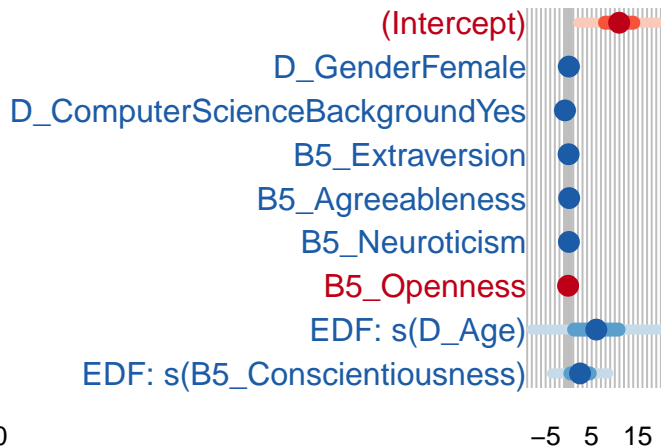 (Intercept)
D_GenderFemale
D_ComputerScienceBackgroundYes
B5_Extraversion
B5_Agreeableness
B5_Neuroticism
B5_Openness
EDF: s(D_Age)
EDF: s(B5_Conscientiousness)
0 −5 5 15